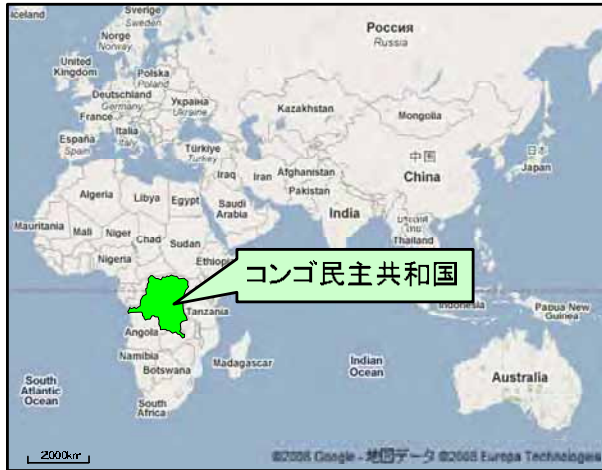 Iceland
Sverige
Sweden
Norge
Norway
Россия
Russia
United
Kingdom
Polska
Poland
Deutschland
Germany
Україна
Ukraine
France
Kazakhstan
Mongolia
Italia
Italy
España
Spain
Türkiye
Turkey
中国
China
日本
Japan
Iraq
Iran
Afghanistan
Pakistan
Algeria
Libya
Egypt
Saudi
Arabia
India
Mauritania
Mali
Niger
Chad
Sudan
Thailand
Nigeria
Ethiop
コンゴ民主共和国
Indonesia
Papua New
Guinea
Tanzania
Angola
Namibia
Botswana
Madagascar
Indian
Ocean
Australia
South
Atlantic
Ocean
South
Africa
2000km
©2008 Google - 地図データ ©2008 Europa Technologies